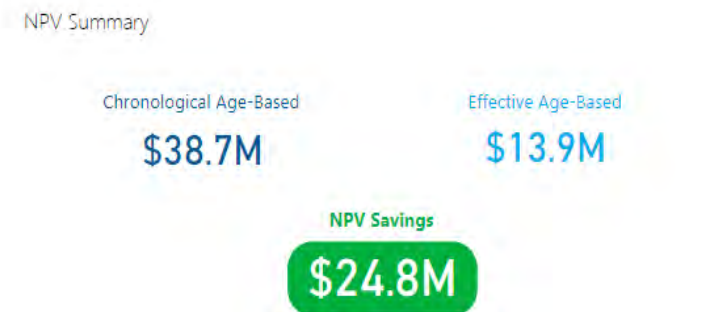 NPV Summary
Chronological Age-Based
Effective Age-Based
$38.7M
$13.9M
NPV Savings
$24.8M